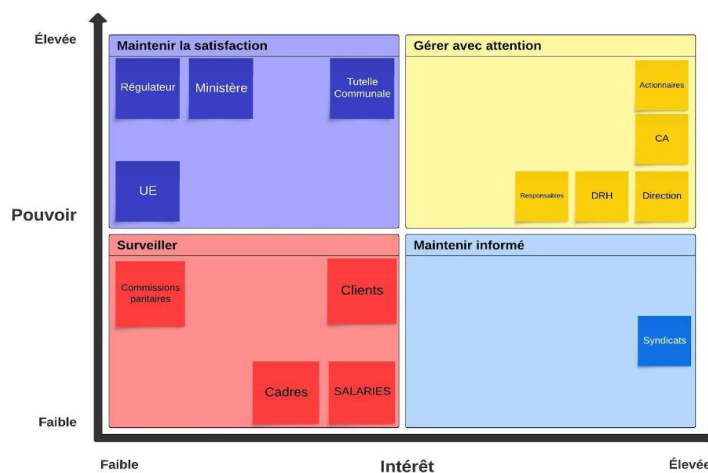 Élevée
Maintenir la satisfaction
Gérer avec attention
Régulateur
Ministère
Tutelle
Communale
Actionnaires
CA
UE
Responsables
DRH
Direction
Pouvoir
Surveiller
Maintenir informé
Commissions
paritaires
Clients
Syndicats
Cadres
SALARIES
Faible
Faible
Intérêt
Élevée